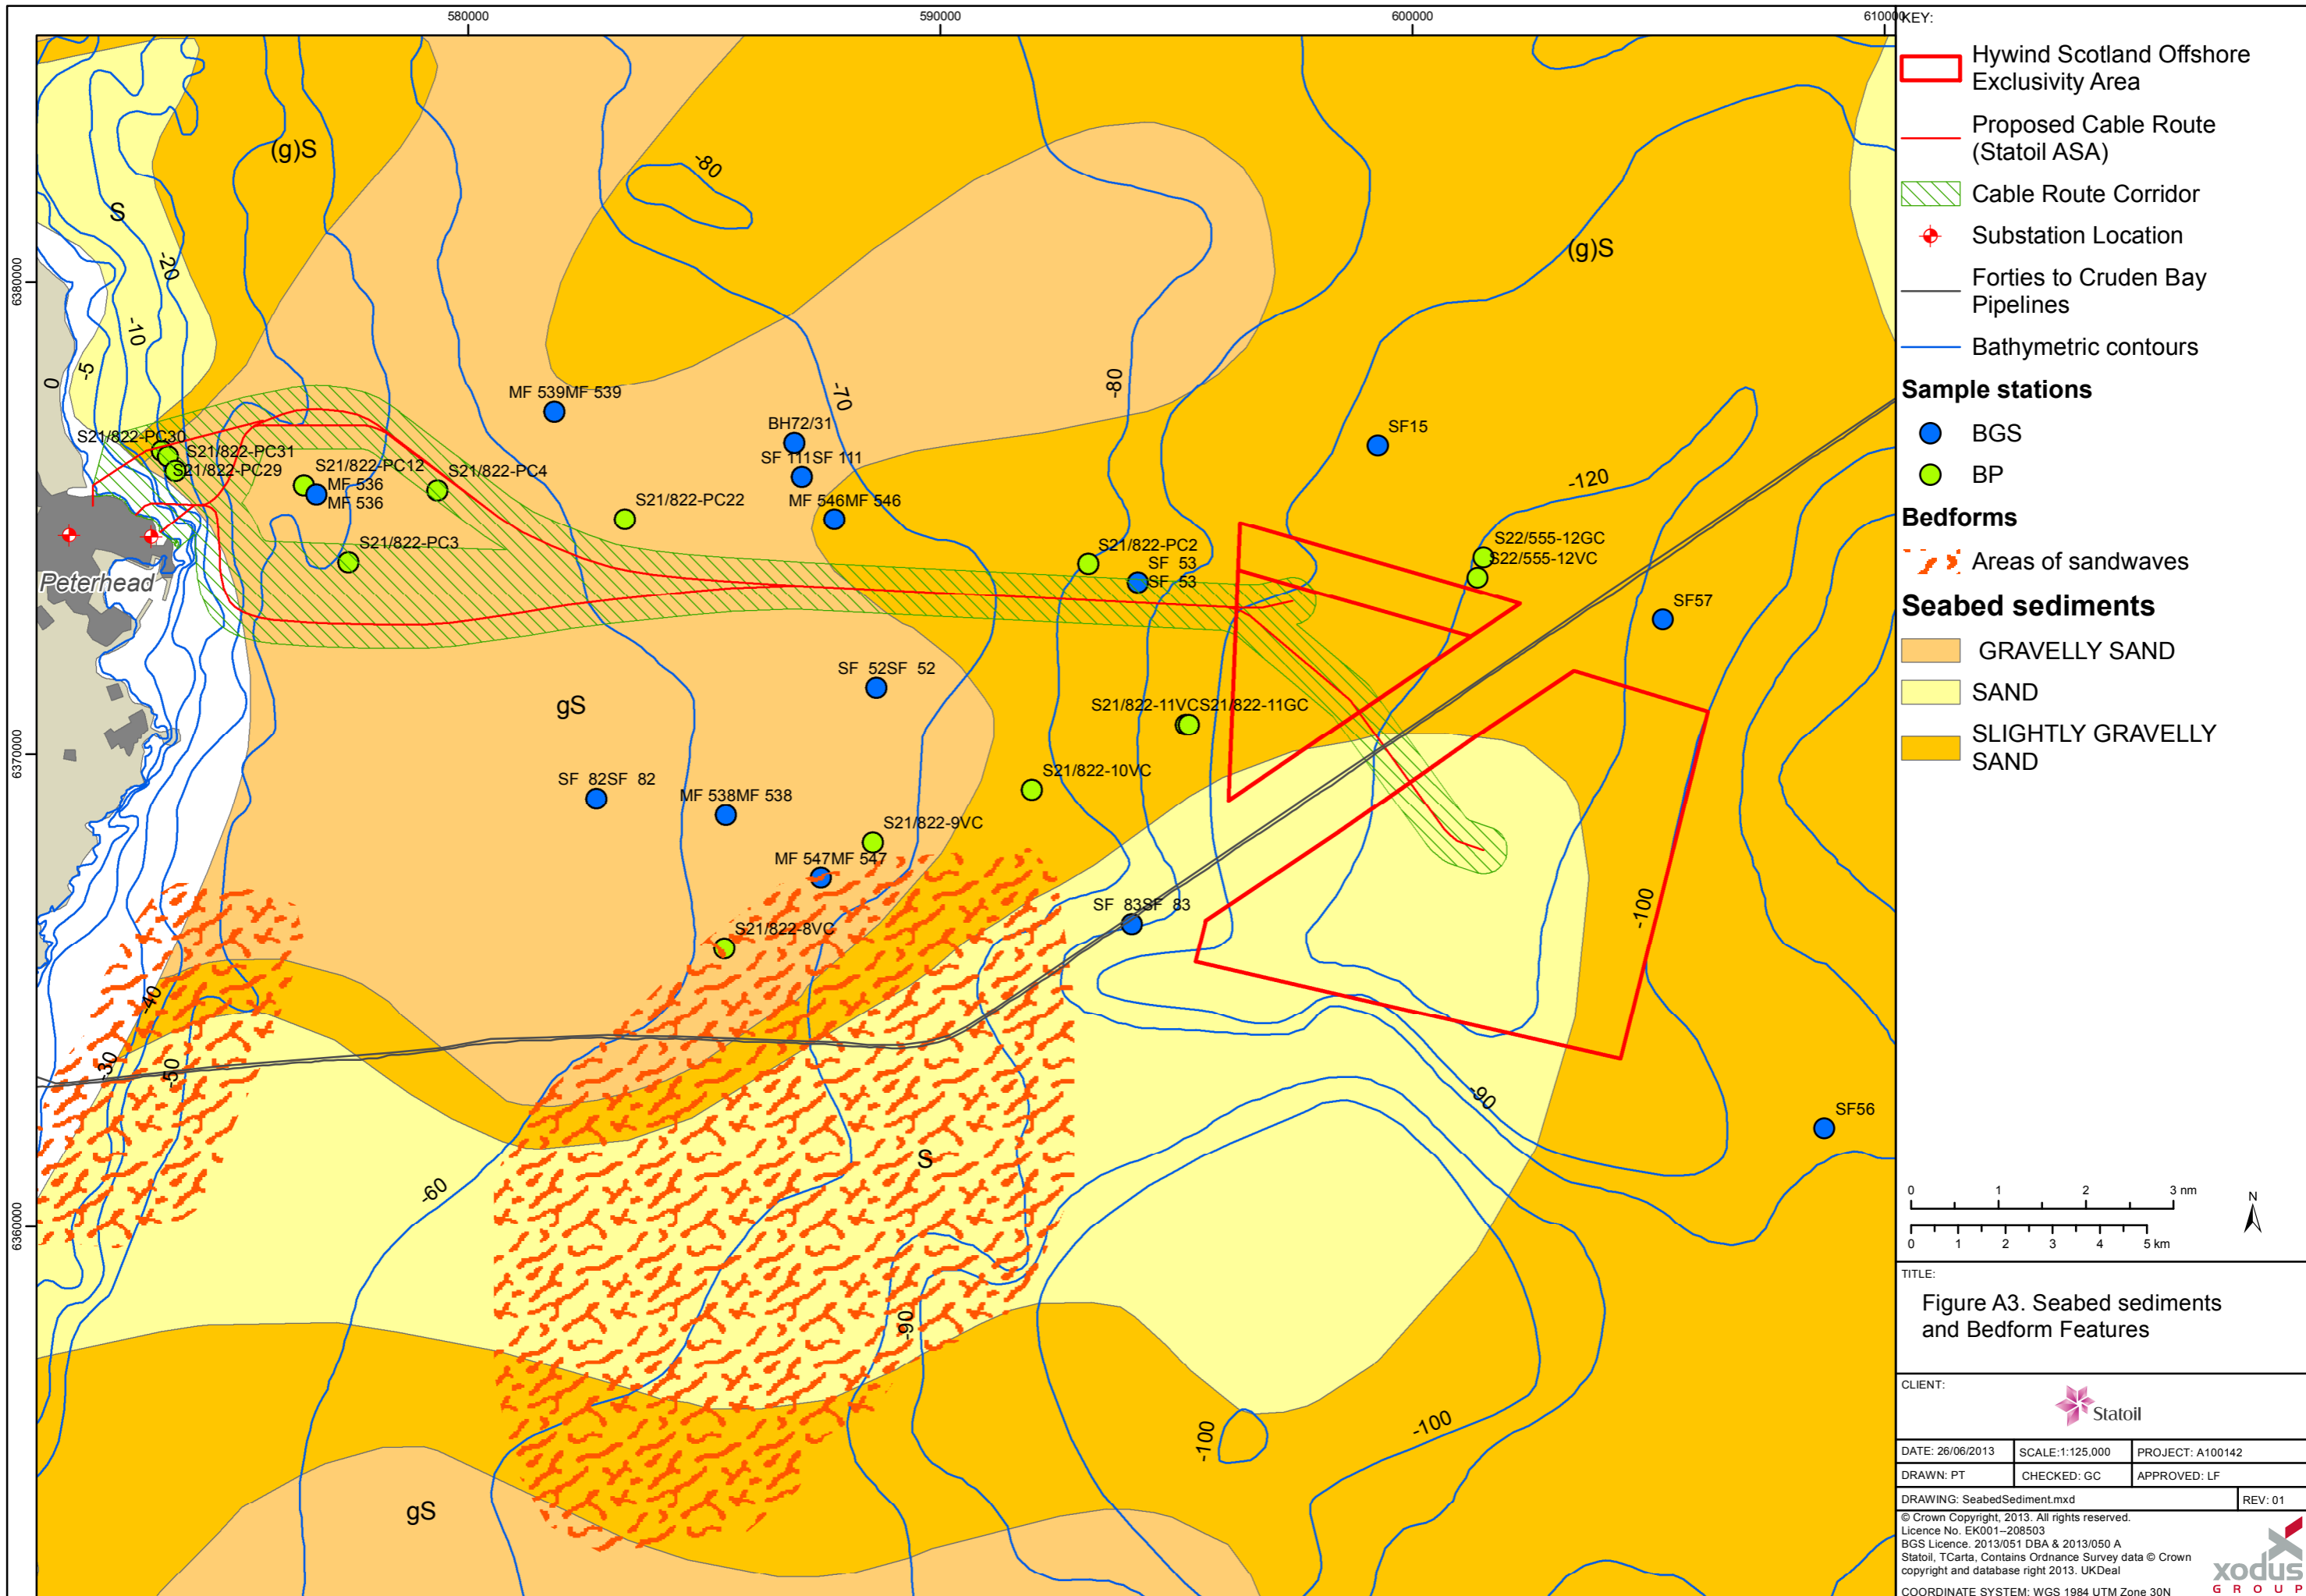 580000
590000
600000
610000
6380000
6370000
6360000
(g)S
S
-20
-10
-5
0
-80
-70
-80
(g)S
-120
MF 539MF 539
BH72/31
SF 111SF 111
MF 546MF 546
SF15
S21/822-PC30
S21/822-PC31
S21/822-PC29
S21/822-PC12
MF 536
MF 536
S21/822-PC4
S21/822-PC22
S21/822-PC3
S21/822-PC2
SF 53
SF 53
S22/555-12GC
S22/555-12VC
SF57
Peterhead
SF 52SF 52
gS
S21/822-11VCS21/822-11GC
S21/822-10VC
SF 82SF 82
MF 538MF 538
S21/822-9VC
MF 547MF 547
SF 83SF 83
S21/822-8VC
-100
-40
-30
-50
-90
SF56
S
-60
-90
-100
-100
gS
KEY:
Hywind Scotland Offshore
Exclusivity Area
Proposed Cable Route
(Statoil ASA)
Cable Route Corridor
Substation Location
Forties to Cruden Bay
Pipelines
Bathymetric contours
Sample stations
BGS
BP
Bedforms
Areas of sandwaves
Seabed sediments
GRAVELLY SAND
SAND
SLIGHTLY GRAVELLY
SAND
0 1 2 3 nm
0 1 2 3 4 5 km
N
TITLE:
Figure A3. Seabed sediments
and Bedform Features
CLIENT:
Statoil
DATE: 26/06/2013 SCALE:1:125,000 PROJECT: A100142
DRAWN: PT CHECKED: GC APPROVED: LF
DRAWING: SeabedSediment.mxd REV: 01
© Crown Copyright, 2013. All rights reserved.
Licence No. EK001--208503
BGS Licence. 2013/051 DBA & 2013/050 A
Statoil, TCarta, Contains Ordnance Survey data © Crown
copyright and database right 2013. UKDeal
COORDINATE SYSTEM: WGS 1984 UTM Zone 30N
xodus
GROUP